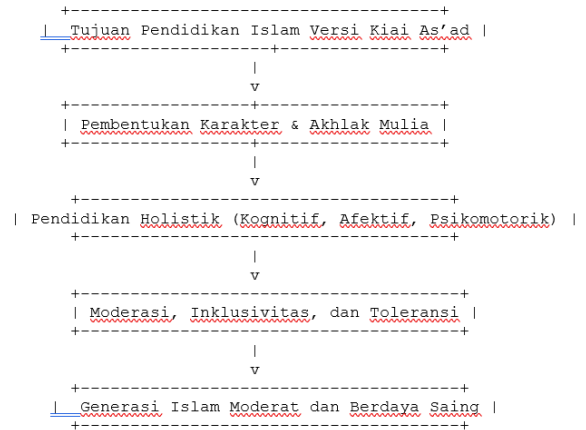 +--------------------------------------+
|  Tujuan Pendidikan Islam Versi Kiai As’ad |
+---------------------+-----------------+
|
v
+-------------------+-------------------+
| Pembentukan Karakter & Akhlak Mulia |
+-------------------+-------------------+
|
v
+--------------------------------------+
| Pendidikan Holistik (Kognitif, Afektif, Psikomotorik) |
+--------------------------------------+
|
v
+---------------------------------------+
| Moderasi, Inklusivitas, dan Toleransi |
+---------------------------------------+
|
v
+---------------------------------------+
|  Generasi Islam Moderat dan Berdaya Saing |
+---------------------------------------+